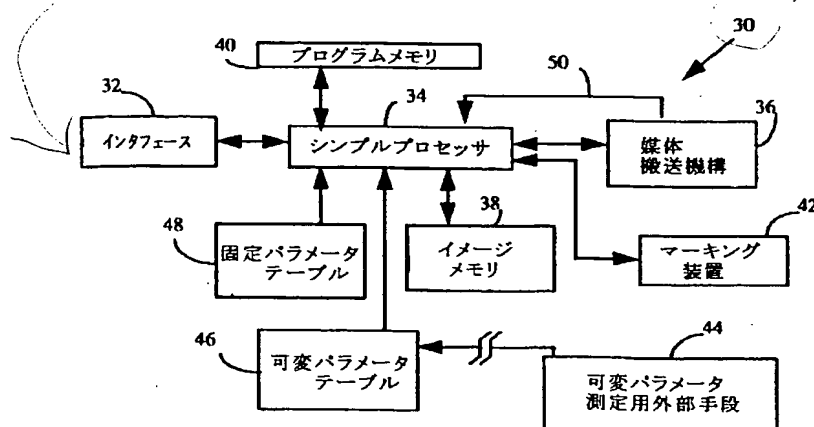 30
40
プログラムメモリ
50
32
34
36
インタフェース
シンプルプロセッサ
媒体
搬送機構
38
42
48
固定パラメータ
テーブル
イメージ
メモリ
マーキング
装置
46
44
可変パラメータ
テーブル
可変パラメータ
測定用外部手段